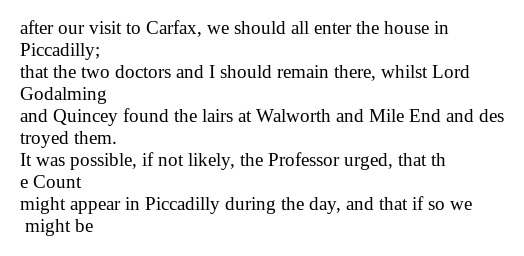 after our visit to Carfax, we should all enter the house in
Piccadilly;
that the two doctors and I should remain there, whilst Lord
Godalming
and Quincey found the lairs at Walworth and Mile End and des
troyed them.
It was possible, if not likely, the Professor urged, that th
e Count
might appear in Piccadilly during the day, and that if so we
 might be